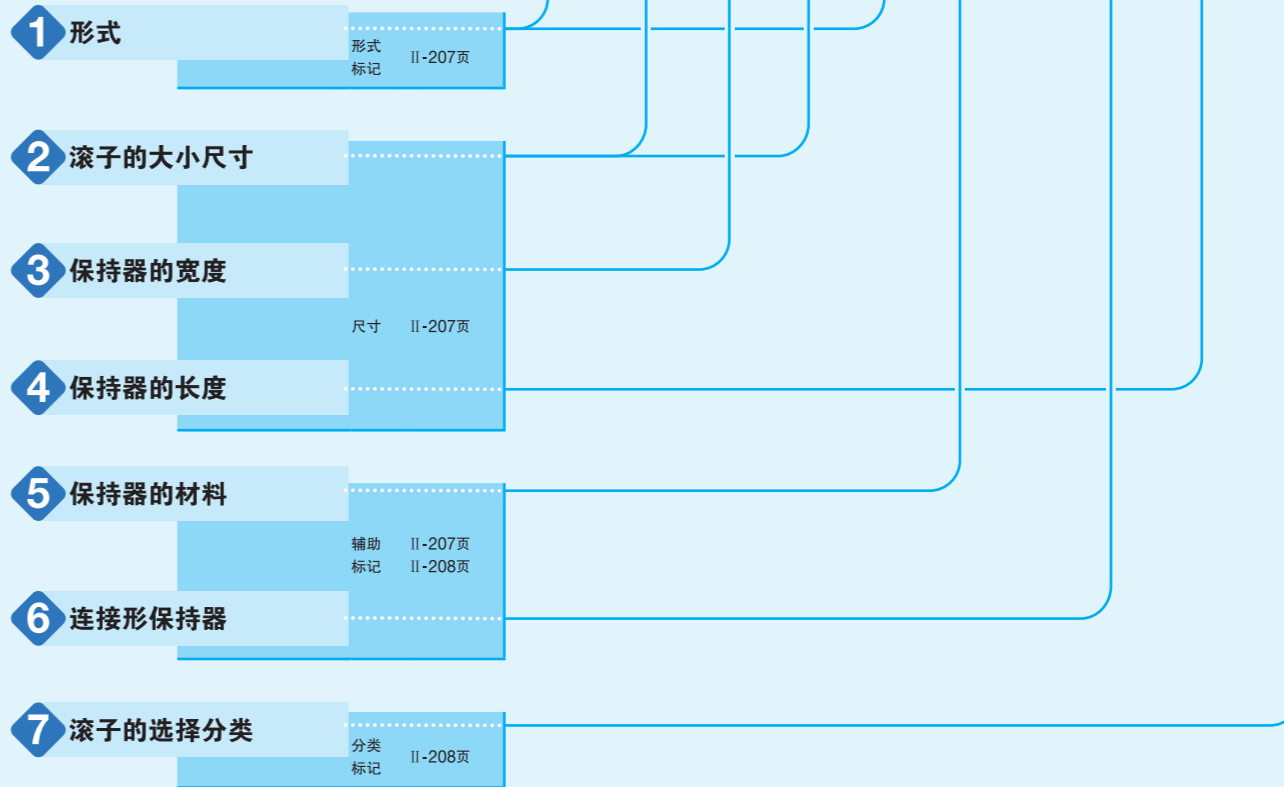 1 形式
形式 Ⅱ-207页
标记
2 滚子的大小尺寸
3 保持器的宽度
尺寸 Ⅱ-207页
4 保持器的长度
5 保持器的材料
辅助 Ⅱ-207页
标记 Ⅱ-208页
6 连接形保持器
7 滚子的选择分类
分类 Ⅱ-208页
标记